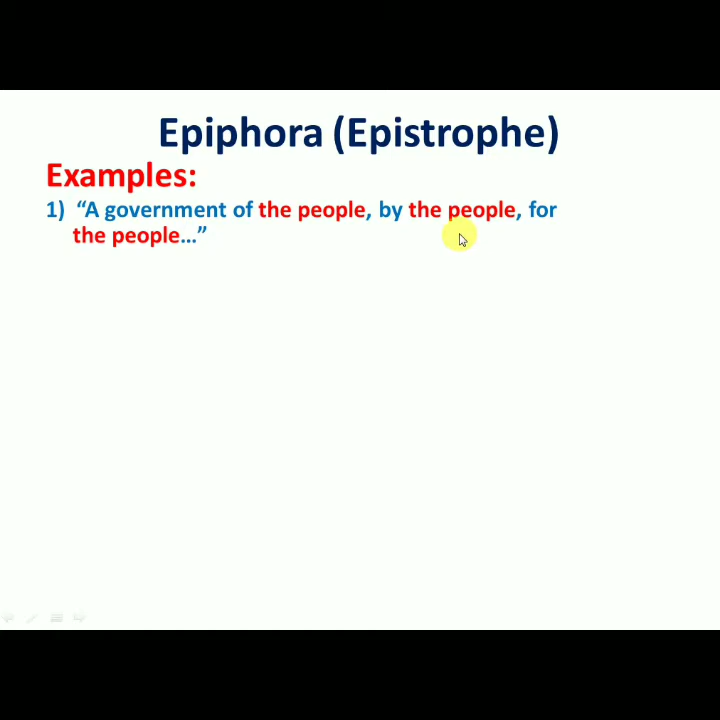 Epiphora (Epistrophe)
Examples:
1) “A government of the people, by the people, for
the people…”